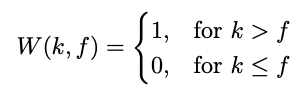 W(k, f) = { 1, for k > f
0, for k ≤ f